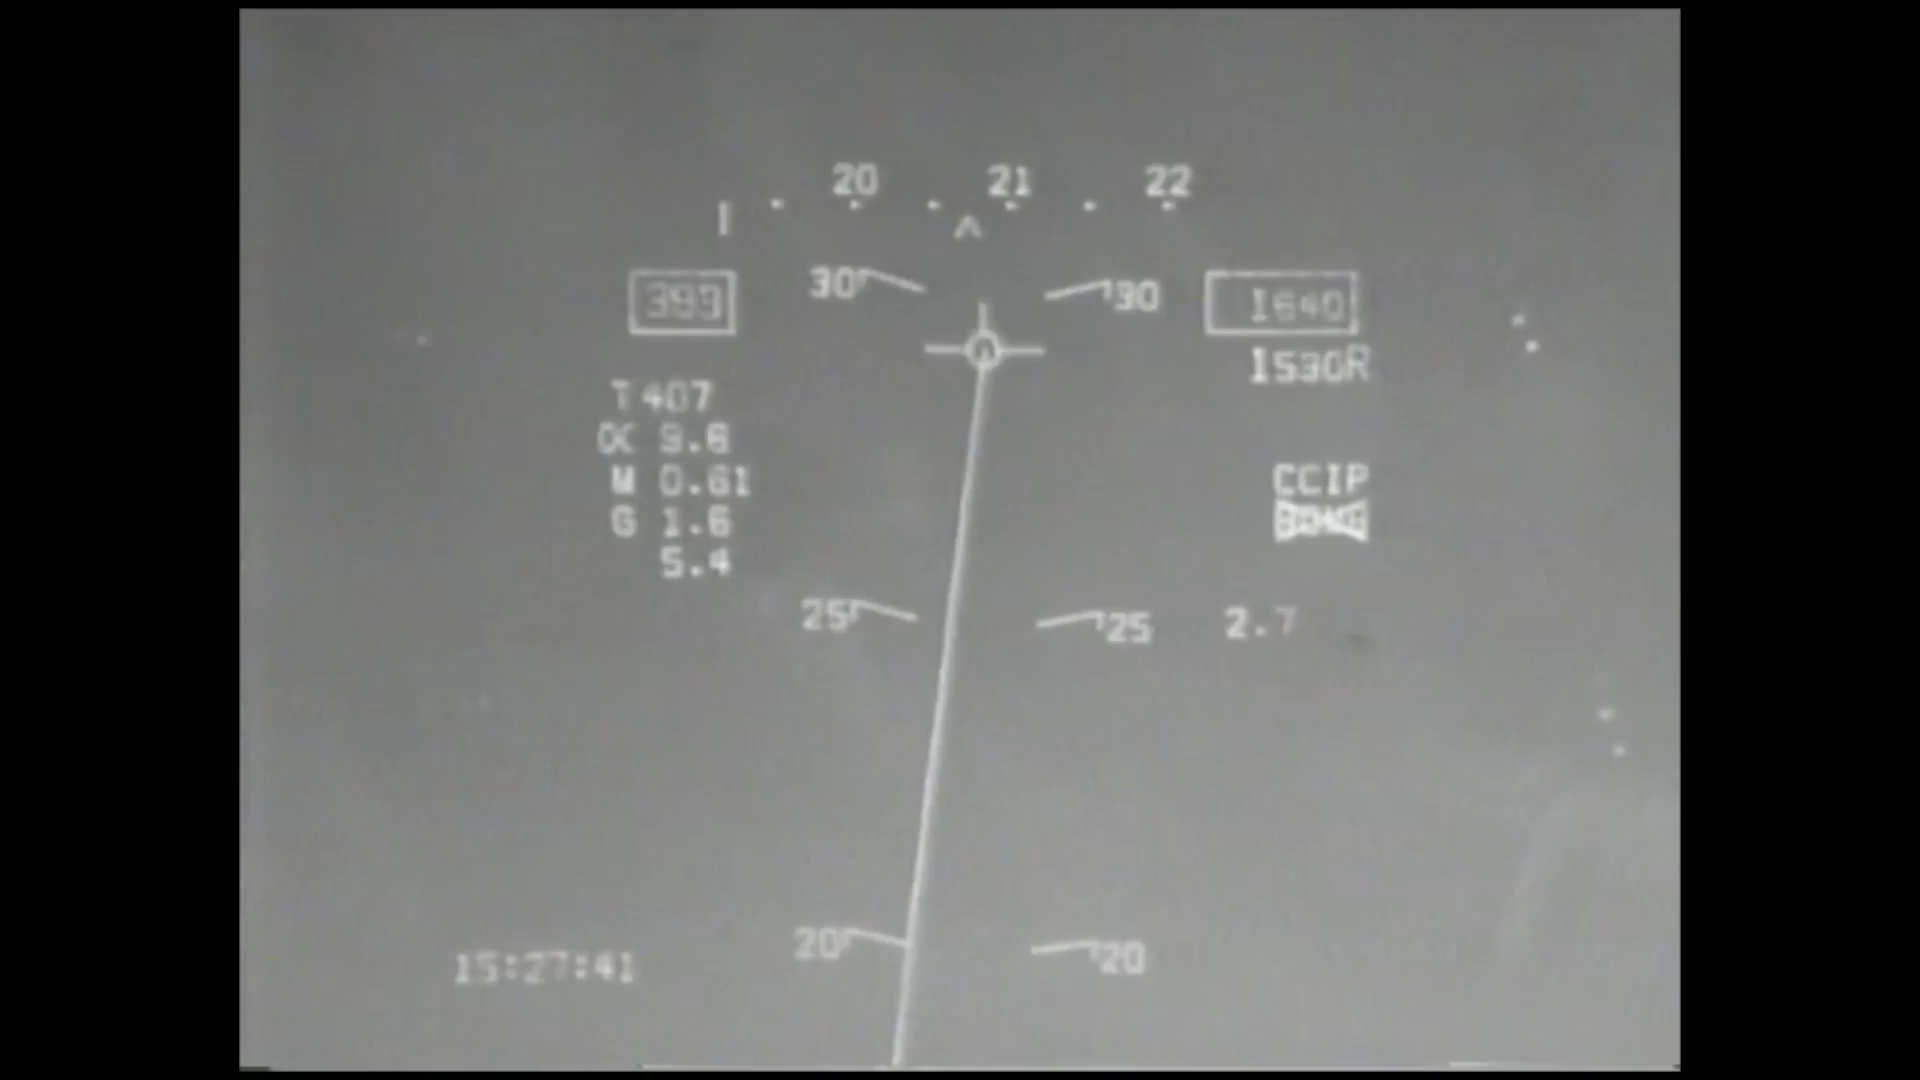 20 21 22
30 30
393 1640
1530R
T 407
α 9.6
M 0.61
CCIP
G 1.6
BOMB
5.4
25 25 2.7
20 20
15:27:41